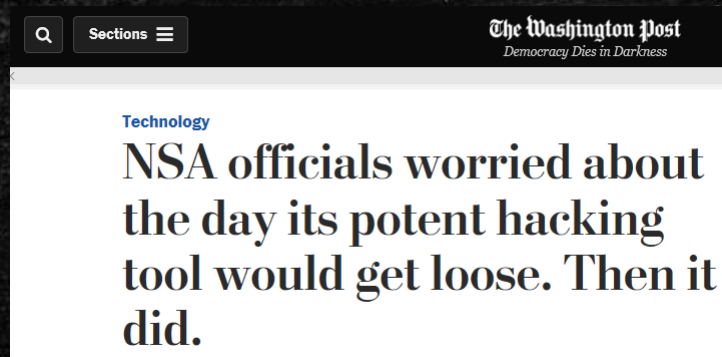 Sections
The Washington Post
Democracy Dies in Darkness
Technology
NSA officials worried about
the day its potent hacking
tool would get loose. Then it
did.